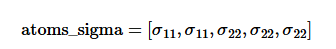 atoms_sigma = [σ₁₁, σ₁₁, σ₂₂, σ₂₂, σ₂₂]